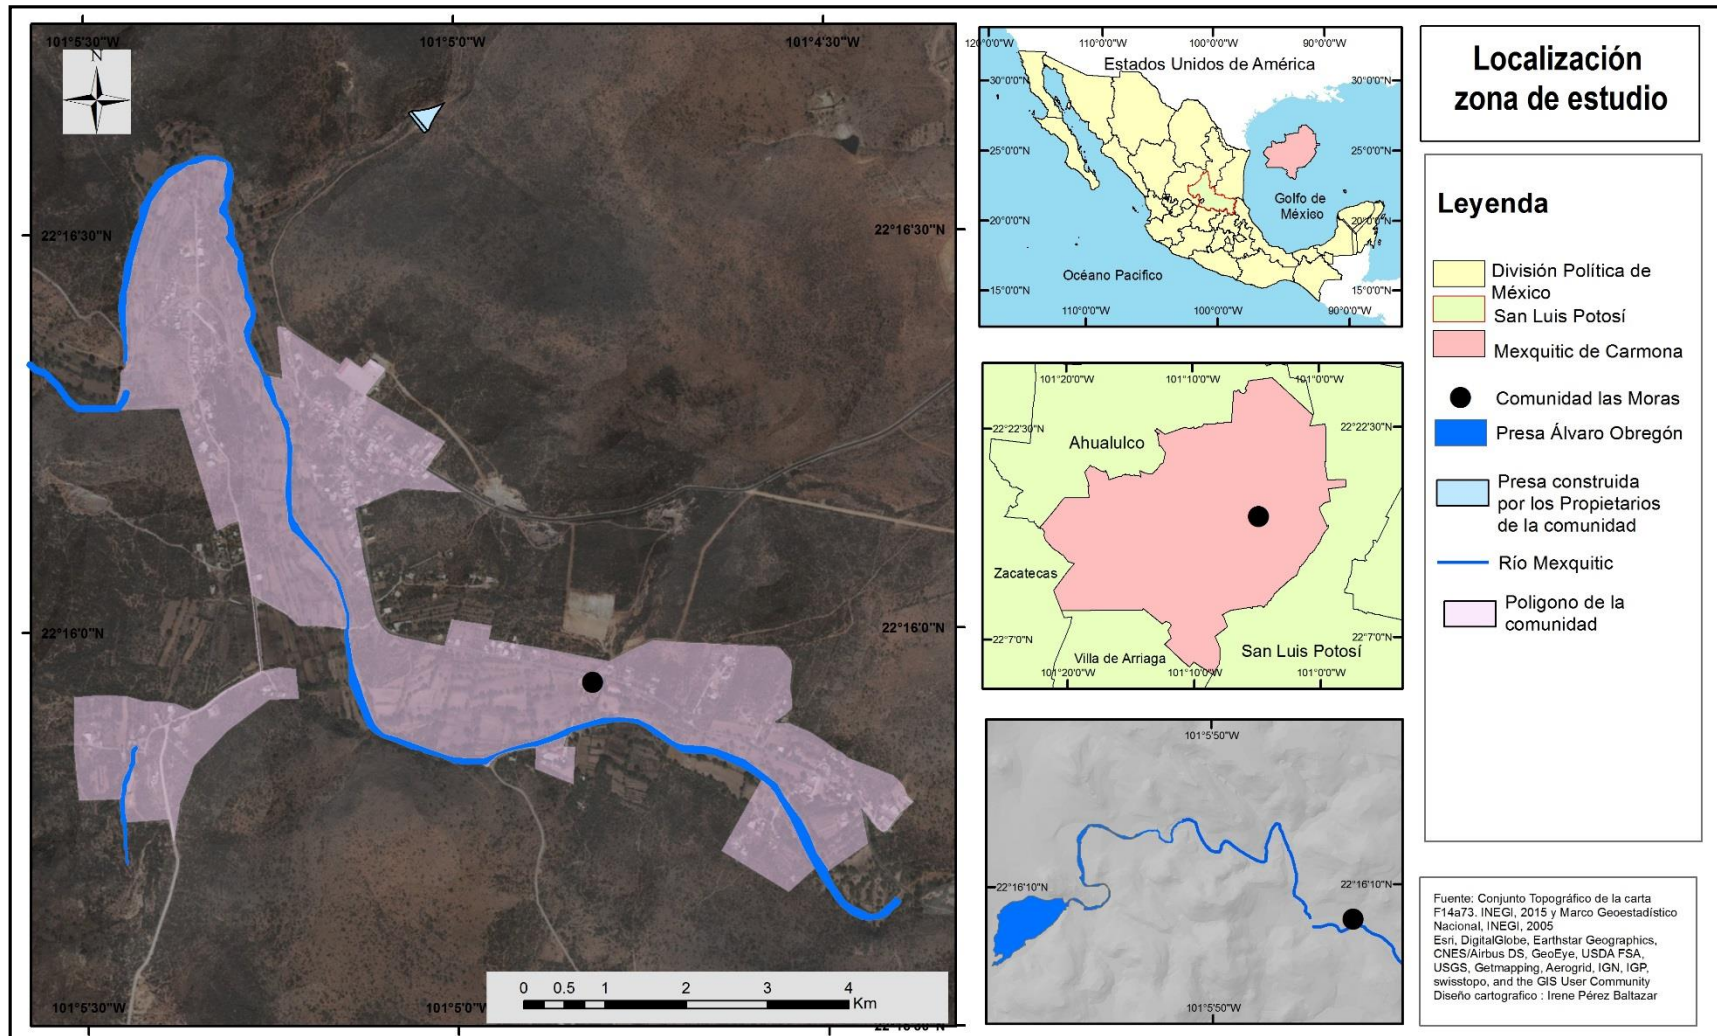 Localización
zona de estudio
101°5'30"W
101°5'0"W
101°4'30"W
N
22°16'30"N
22°16'30"N
22°16'0"N
22°16'0"N
101°5'30"W
101°5'0"W
101°4'30"W
0 0.5 1 2 3 4
Km
120°0'0"W
110°0'0"W
100°0'0"W
90°0'0"W
Estados Unidos de América
30°0'0"N
30°0'0"N
25°0'0"N
25°0'0"N
20°0'0"N
20°0'0"N
15°0'0"N
15°0'0"N
Golfo de
México
Océano Pacifico
110°0'0"W
100°0'0"W
90°0'0"W
101°20'0"W
101°10'0"W
101°0'0"W
22°22'30"N
22°22'30"N
Ahualulco
Zacatecas
22°7'0"N
22°7'0"N
Villa de Arriaga
San Luis Potosí
101°20'0"W
101°10'0"W
101°0'0"W
101°5'50"W
22°16'10"N
22°16'10"N
101°5'50"W
Leyenda
División Política de
México
San Luis Potosí
Mexquitic de Carmona
Comunidad las Moras
Presa Álvaro Obregón
Presa construida
por los Propietarios
de la comunidad
Río Mexquitic
Poligono de la
comunidad
Fuente: Conjunto Topográfico de la carta
F14a73. INEGI, 2015 y Marco Geoestadístico
Nacional, INEGI, 2005
Esri, DigitalGlobe, Earthstar Geographics,
CNES/Airbus DS, GeoEye, USDA FSA,
USGS, Getmapping, Aerogrid, IGN, IGP,
swisstopo, and the GIS User Community
Diseño cartografico : Irene Pérez Baltazar